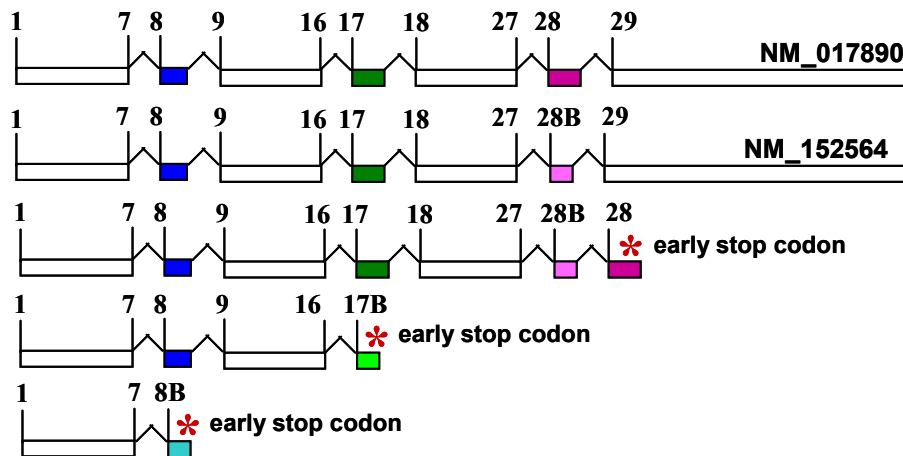 1 7 8 9 16 17 18 27 28 29
NM_017890
1 7 8 9 16 17 18 27 28B 29
NM_152564
1 7 8 9 16 17 18 27 28B 28
* early stop codon
1 7 8 9 16 17B
* early stop codon
1 7 8B
* early stop codon